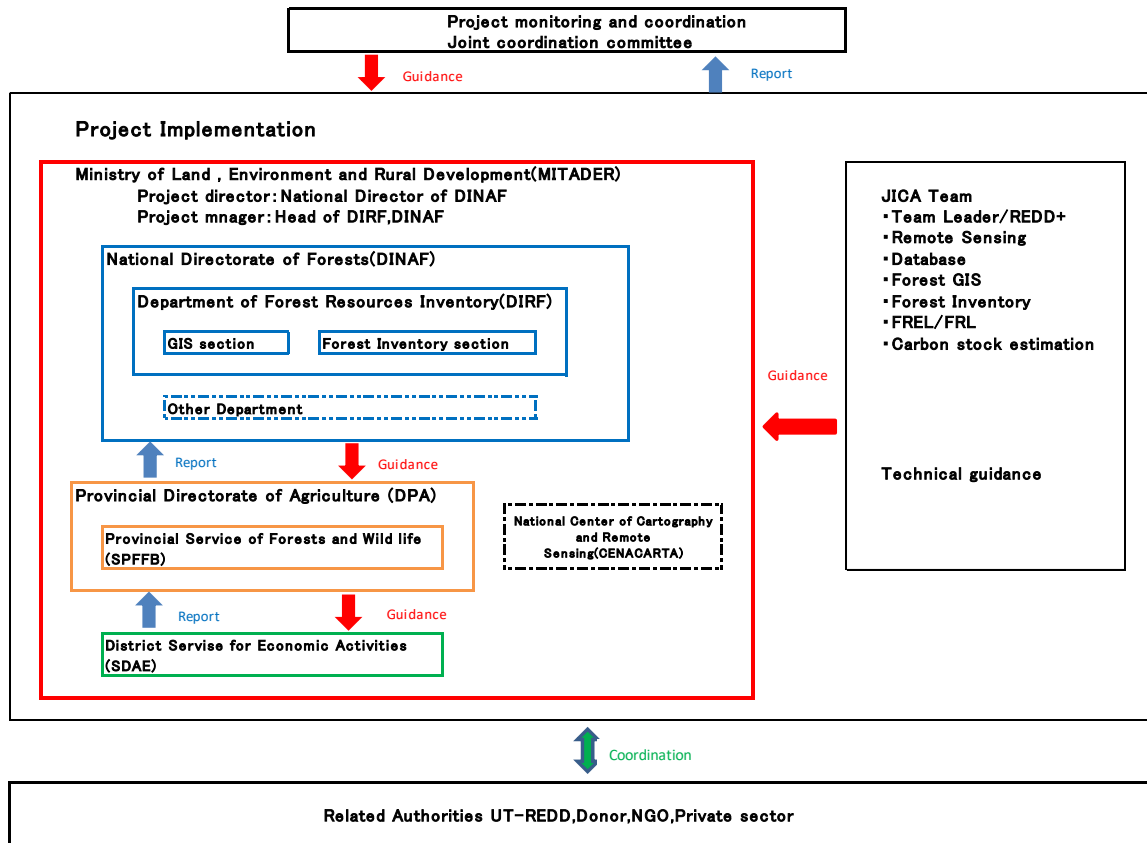 Project monitoring and coordination
Joint coordination committee
Guidance
Report
Project Implementation
Ministry of Land , Environment and Rural Development(MITADER)
Project director:National Director of DINAF
Project mnager:Head of DIRF,DINAF
National Directorate of Forests(DINAF)
Department of Forest Resources Inventory(DIRF)
GIS section
Forest Inventory section
Other Department
Report
Guidance
Provincial Directorate of Agriculture (DPA)
Provincial Service of Forests and Wild life
(SPFFB)
National Center of Cartography
and Remote
Sensing(CENACARTA)
Report
Guidance
District Servise for Economic Activities
(SDAE)
Guidance
JICA Team
・Team Leader/REDD+
・Remote Sensing
・Database
・Forest GIS
・Forest Inventory
・FREL/FRL
・Carbon stock estimation
Technical guidance
Coordination
Related Authorities UT-REDD,Donor,NGO,Private sector